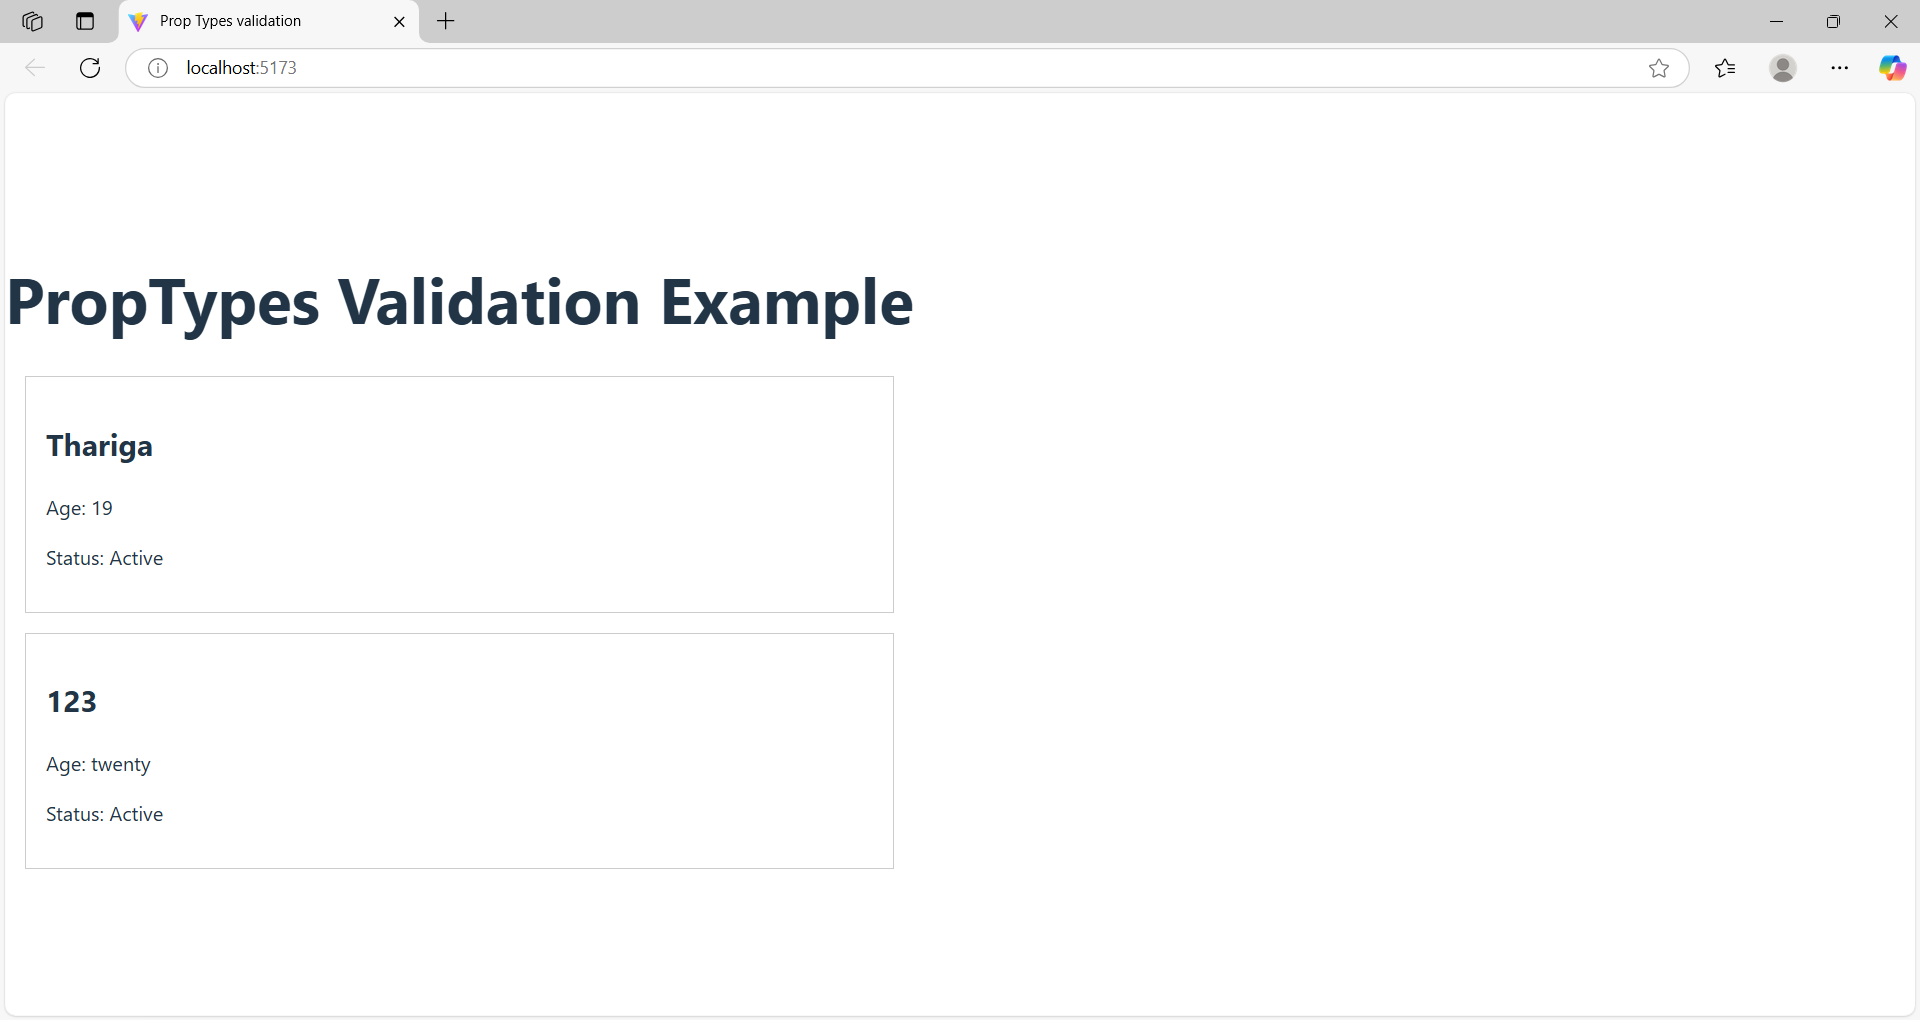 Prop Types validation
localhost:5173
PropTypes Validation Example
Thariga
Age: 19
Status: Active
123
Age: twenty
Status: Active